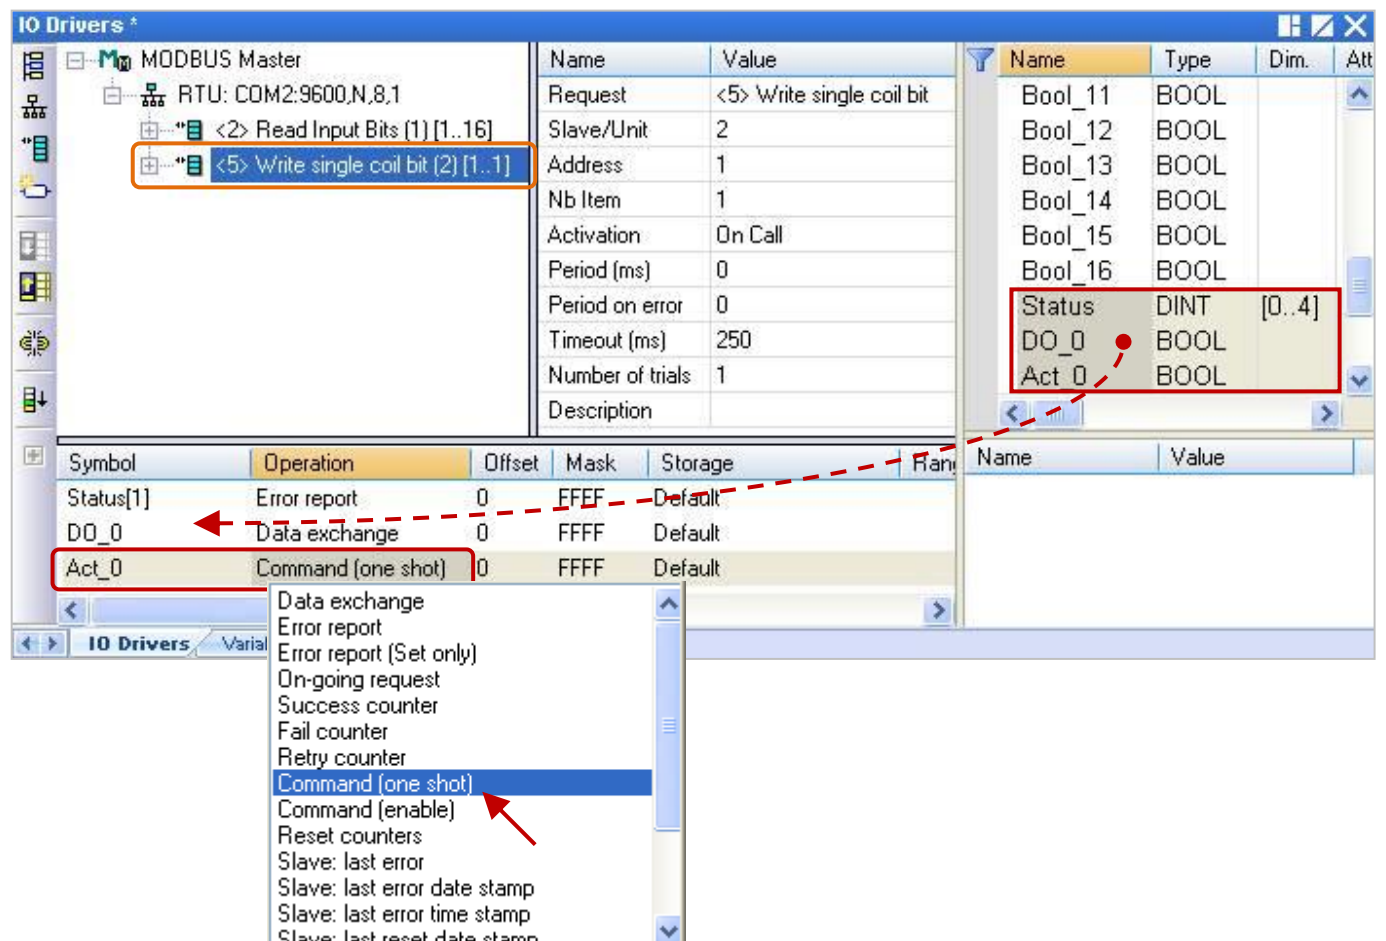 IO Drivers *
MODBUS Master
RTU: COM2:9600,N,8,1
<2> Read Input Bits (1) [1..16]
<5> Write single coil bit (2) [1..1]
Name Value
Request <5> Write single coil bit
Slave/Unit 2
Address 1
Nb Item 1
Activation On Call
Period (ms) 0
Period on error 0
Timeout (ms) 250
Number of trials 1
Description
Name Type Dim. Att
Bool_11 BOOL
Bool_12 BOOL
Bool_13 BOOL
Bool_14 BOOL
Bool_15 BOOL
Bool_16 BOOL
Status DINT [0..4]
DO_0 BOOL
Act_0 BOOL
Symbol Operation Offset Mask Storage Rang
Status[1] Error report 0 FFFF Default
DO_0 Data exchange 0 FFFF Default
Act_0 Command (one shot) 0 FFFF Default
Name Value
IO Drivers Varial
Data exchange
Error report
Error report (Set only)
On-going request
Success counter
Fail counter
Retry counter
Command (one shot)
Command (enable)
Reset counters
Slave: last error
Slave: last error date stamp
Slave: last error time stamp
Slave: last reset date stamp